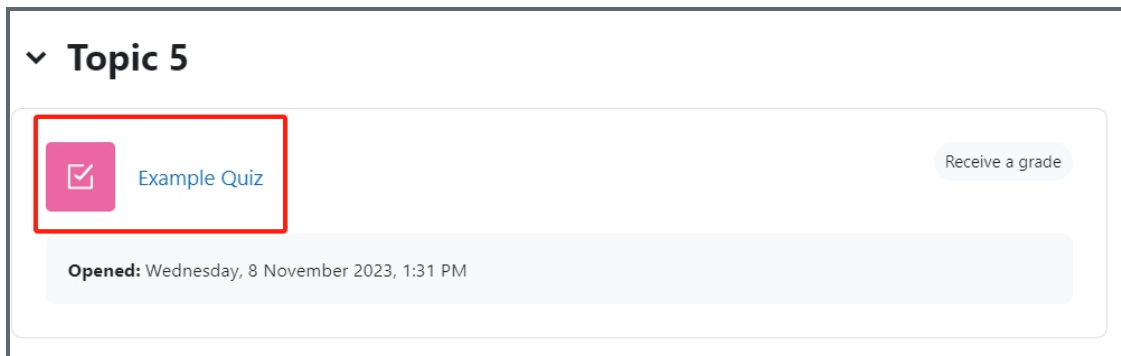 Topic 5
Example Quiz
Receive a grade
Opened: Wednesday, 8 November 2023, 1:31 PM